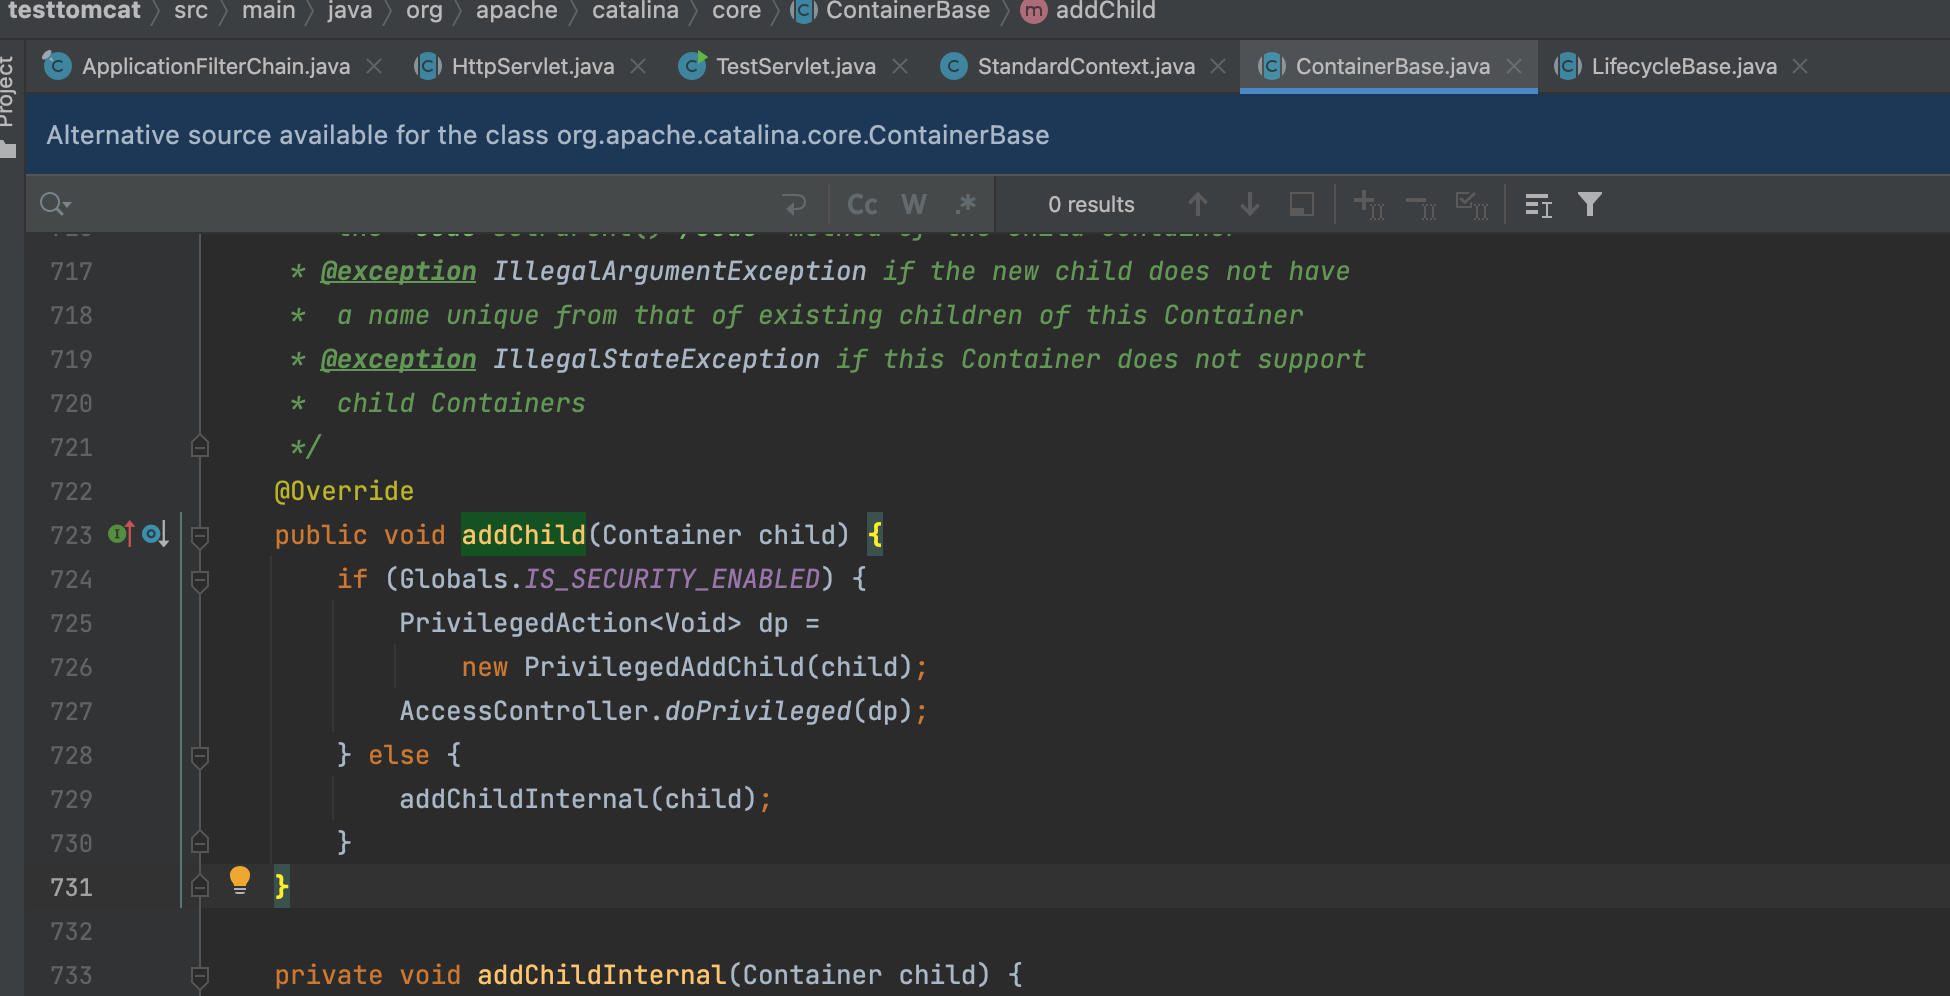 testtomcat src main java org apache catalina core ContainerBase addChild
Project
ApplicationFilterChain.java HttpServlet.java TestServlet.java StandardContext.java ContainerBase.java LifecycleBase.java
Alternative source available for the class org.apache.catalina.core.ContainerBase
Cc W .* 0 results
717 * @exception IllegalArgumentException if the new child does not have
718 *  a name unique from that of existing children of this Container
719 * @exception IllegalStateException if this Container does not support
720 *  child Containers
721 */
722 @Override
723 public void addChild(Container child) {
724 if (Globals.IS_SECURITY_ENABLED) {
725 PrivilegedAction<Void> dp =
726 new PrivilegedAddChild(child);
727 AccessController.doPrivileged(dp);
728 } else {
729 addChildInternal(child);
730 }
731 }
732
733 private void addChildInternal(Container child) {